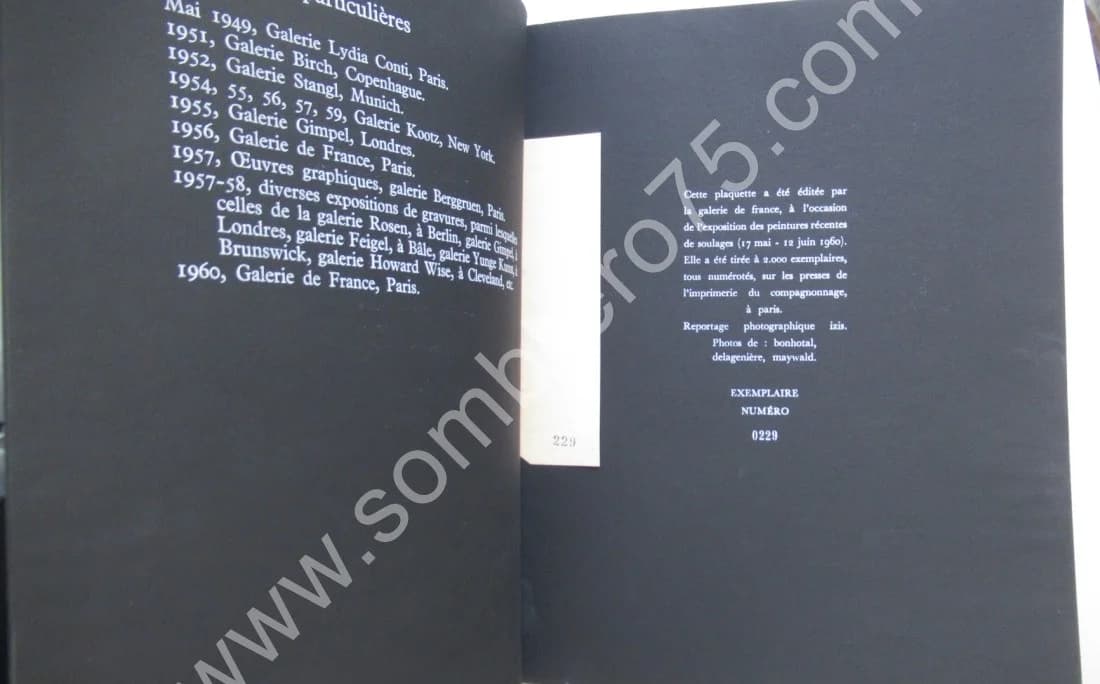 particulières
Mai 1949, Galerie Lydia Conti, Paris.
1951, Galerie Birch, Copenhague.
1952, Galerie Stangl, Munich.
1954, 55, 56, 57, 59, Galerie Kootz, New York.
1955, Galerie Gimpel, Londres.
1956, Galerie de France, Paris.
1957, Œuvres graphiques, galerie Berggruen, Paris.
1957-58, diverses expositions de gravures, parmi lesquelles
celles de la galerie Rosen, à Berlin, galerie Gimpel, à
Londres, galerie Feigel, à Bâle, galerie Yunge Kunst, à
Brunswick, galerie Howard Wise, à Cleveland, etc.
1960, Galerie de France, Paris.
229
Cette plaquette a été éditée par
la galerie de france, à l'occasion
de l'exposition des peintures récentes
de soulages (17 mai - 12 juin 1960).
Elle a été tirée à 2.000 exemplaires,
tous numérotés, sur les presses de
l'imprimerie du compagnonnage,
à paris.
Reportage photographique izis.
Photos de : bonhotal,
delagenière, maywald.
EXEMPLAIRE
NUMÉRO
0229
www.sombrero75.com